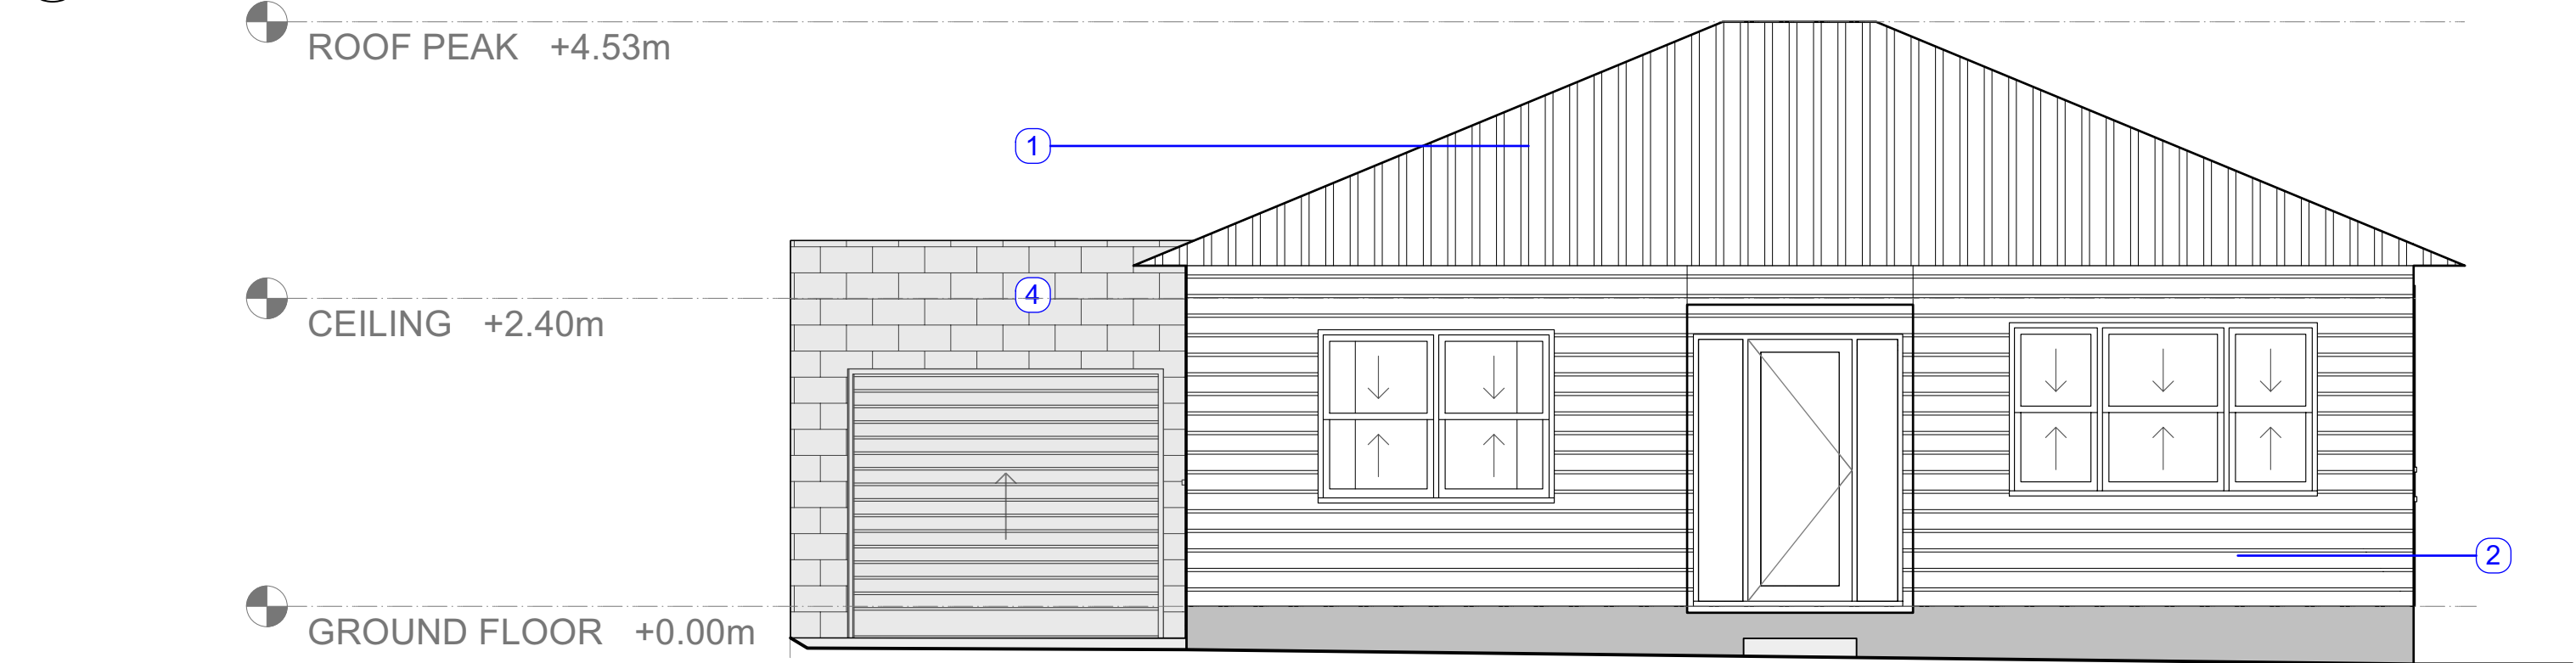 ROOF PEAK +4.53m
1
4
CEILING +2.40m
2
GROUND FLOOR +0.00m